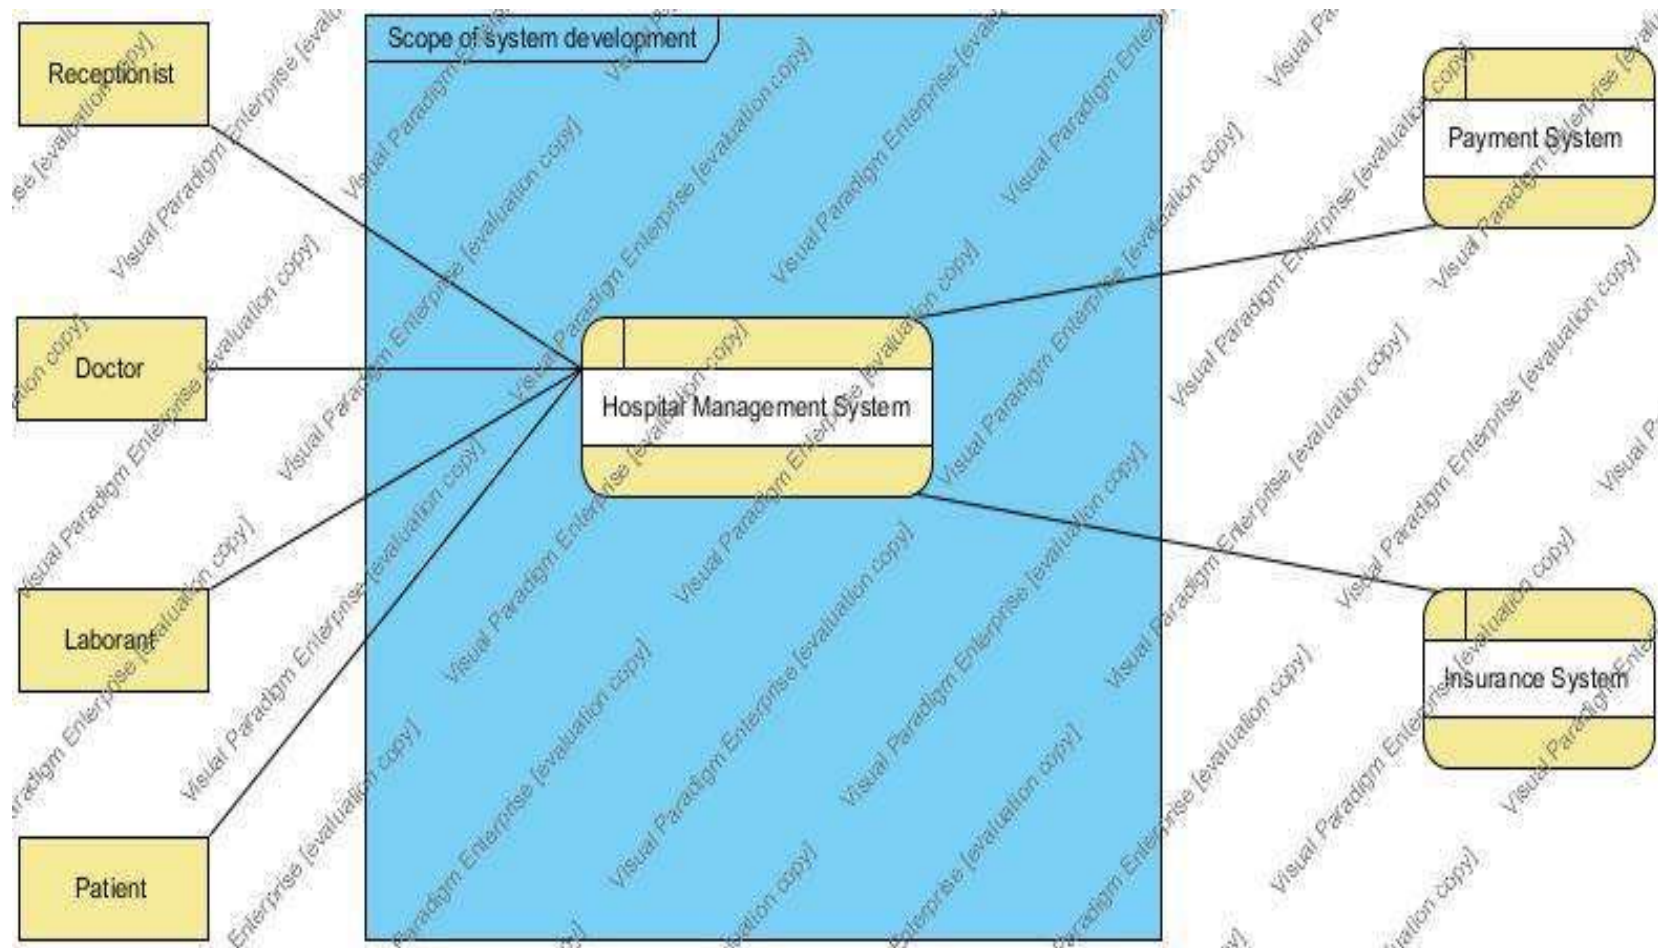 Scope of system development
Receptionist
Payment System
Doctor
Hospital Management System
Laborant
Insurance System
Patient
Visual Paradigm Enterprise [evaluation copy]